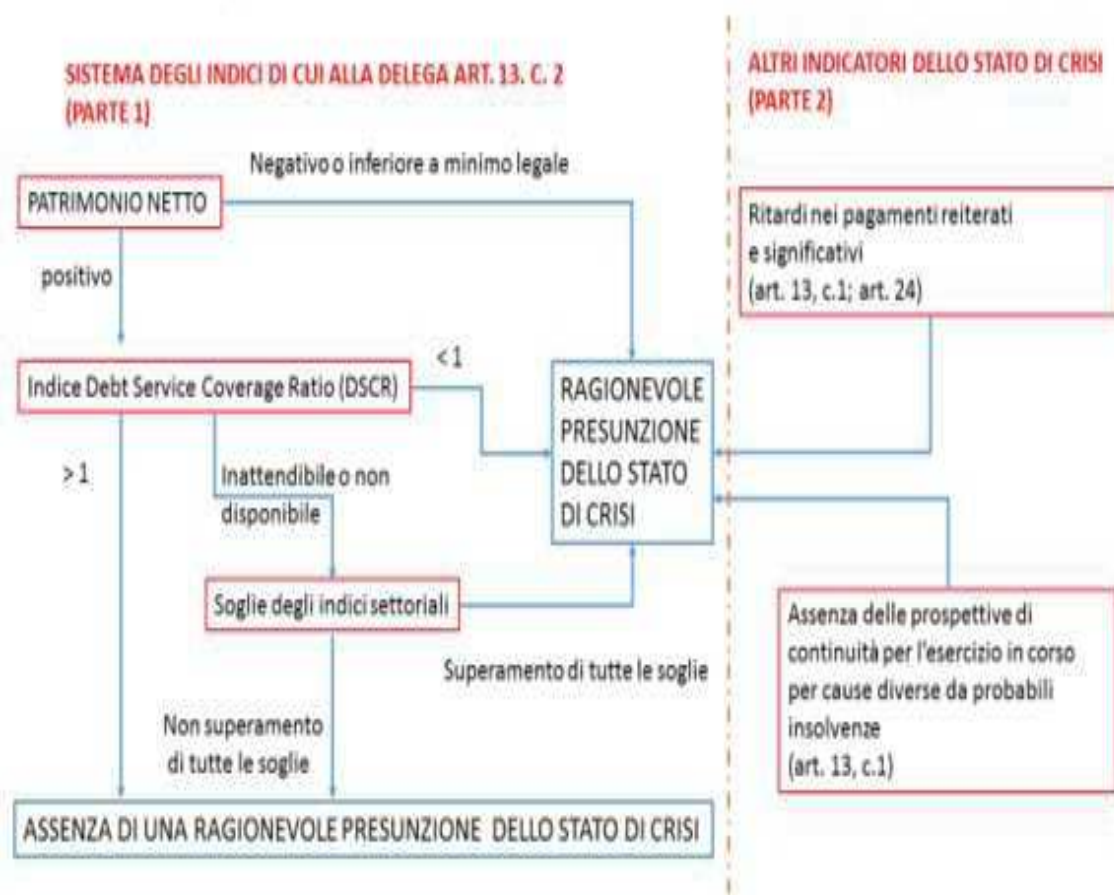 SISTEMA DEGLI INDICI DI CUI ALLA DELEGA ART. 13. C. 2
(PARTE 1)
Negativo o inferiore a minimo legale
PATRIMONIO NETTO
positivo
Indice Debt Service Coverage Ratio (DSCR)
< 1
> 1
Inattendibile o non
disponibile
RAGIONEVOLE
PRESUNZIONE
DELLO STATO
DI CRISI
Soglie degli indici settoriali
Superamento di tutte le soglie
Non superamento
di tutte le soglie
ASSENZA DI UNA RAGIONEVOLE PRESUNZIONE DELLO STATO DI CRISI
ALTRI INDICATORI DELLO STATO DI CRISI
(PARTE 2)
Ritardi nei pagamenti reiterati
e significativi
(art. 13, c.1; art. 24)
Assenza delle prospettive di
continuità per l'esercizio in corso
per cause diverse da probabili
insolvenze
(art. 13, c.1)